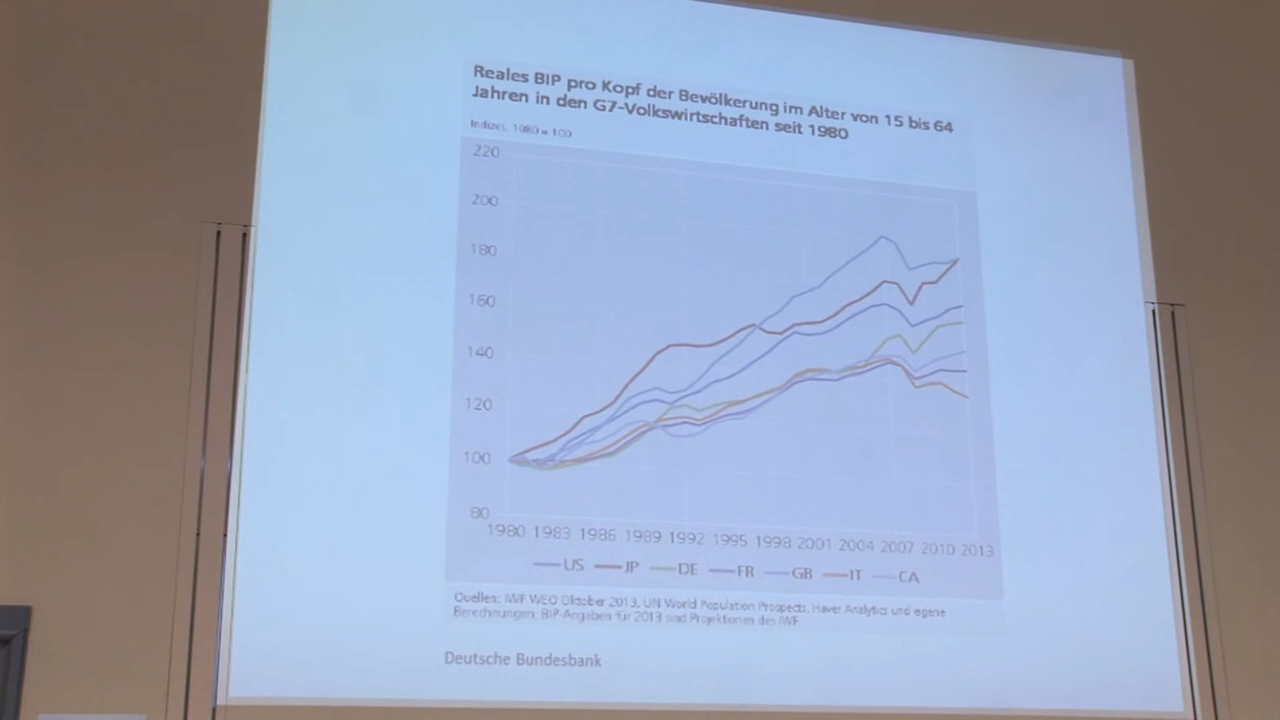 Reales BIP pro Kopf der Bevölkerung im Alter von 15 bis 64
Jahren in den G7-Volkswirtschaften seit 1980
Indizes, 1980 = 100
220
200
180
160
140
120
100
80
1980 1983 1986 1989 1992 1995 1998 2001 2004 2007 2010 2013
US JP DE FR GB IT CA
Quellen: IWF WEO Oktober 2013, UN World Population Prospects, Haver Analytics und eigene
Berechnungen; BIP-Angaben für 2013 sind Projektionen des IWF
Deutsche Bundesbank